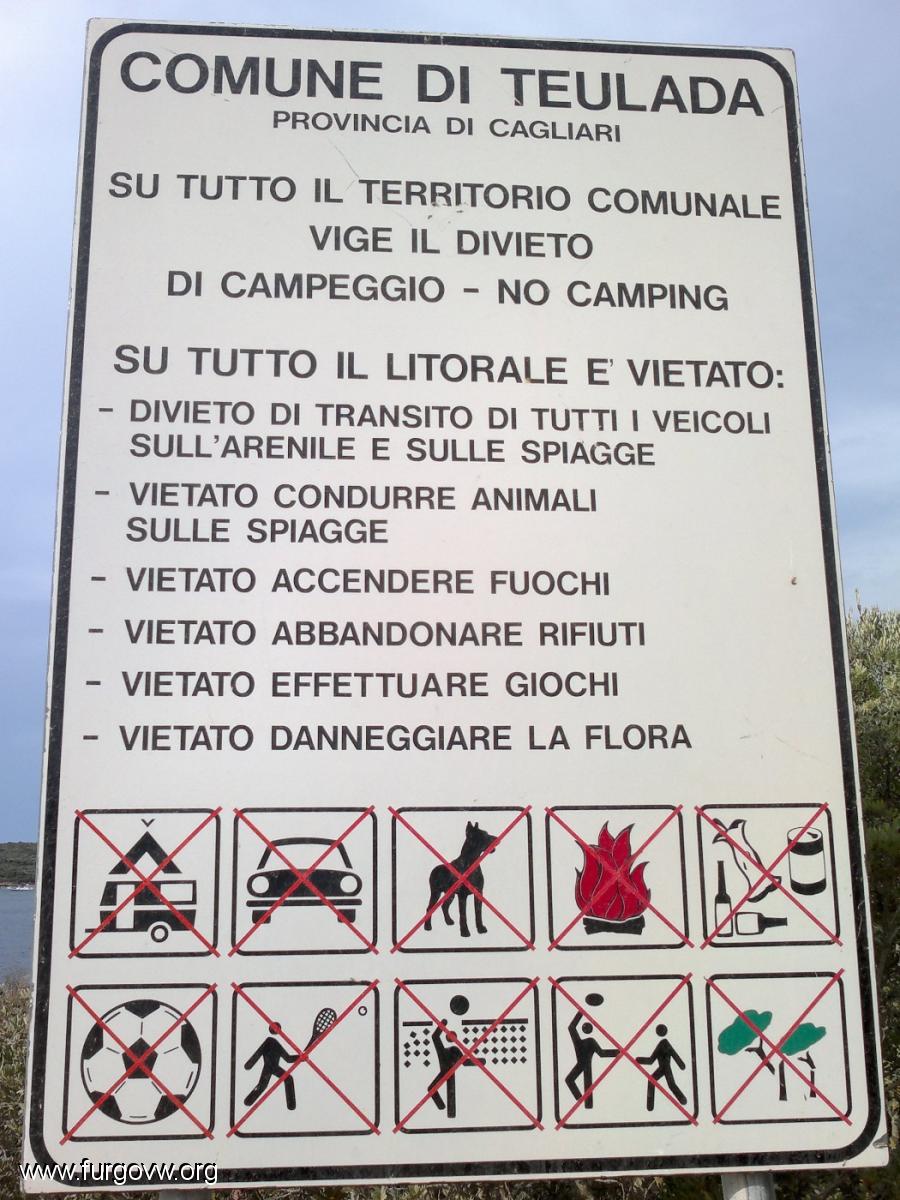 COMUNE DI TEULADA
PROVINCIA DI CAGLIARI
SU TUTTO IL TERRITORIO COMUNALE
VIGE IL DIVIETO
DI CAMPEGGIO - NO CAMPING
SU TUTTO IL LITORALE E' VIETATO:
- DIVIETO DI TRANSITO DI TUTTI I VEICOLI
SULL'ARENILE E SULLE SPIAGGE
- VIETATO CONDURRE ANIMALI
SULLE SPIAGGE
- VIETATO ACCENDERE FUOCHI
- VIETATO ABBANDONARE RIFIUTI
- VIETATO EFFETTUARE GIOCHI
- VIETATO DANNEGGIARE LA FLORA
www.furgovw.org